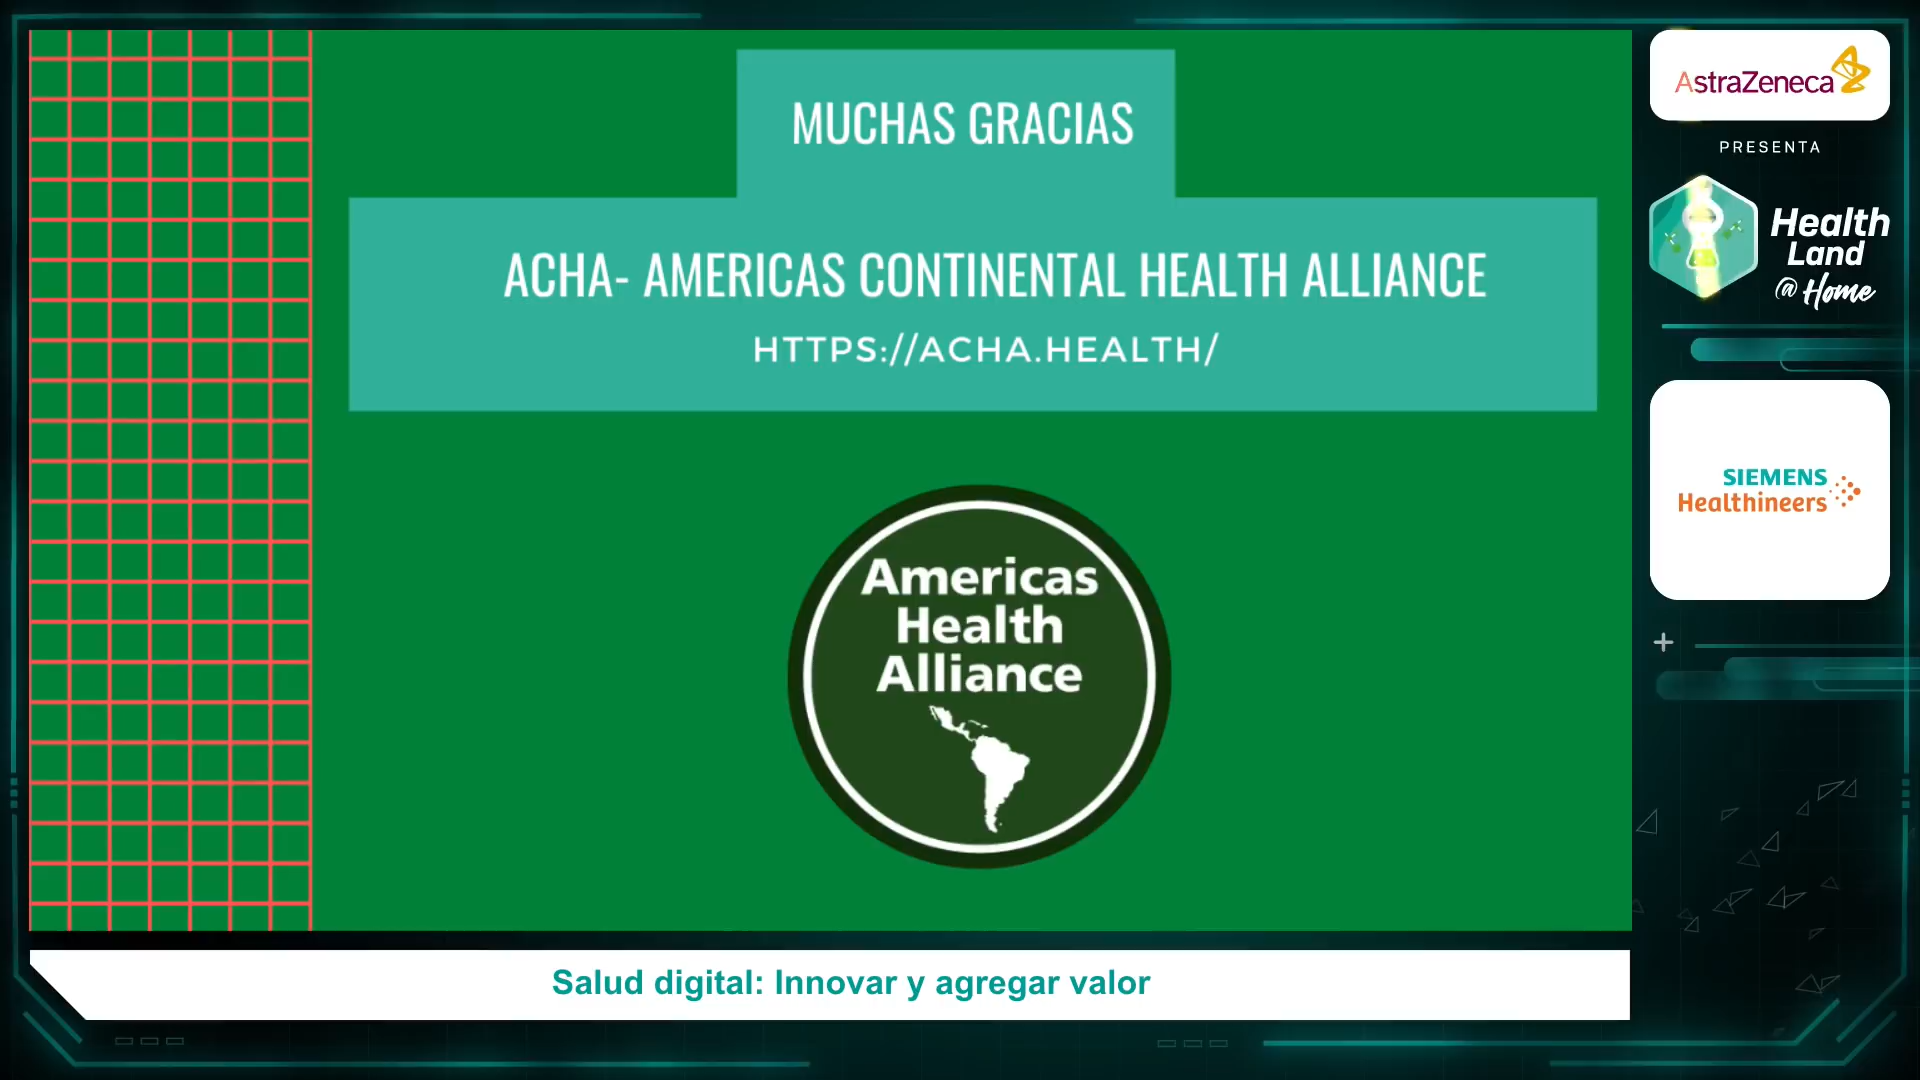 MUCHAS GRACIAS
ACHA- AMERICAS CONTINENTAL HEALTH ALLIANCE
HTTPS://ACHA.HEALTH/
Americas
Health
Alliance
Salud digital: Innovar y agregar valor
AstraZeneca
PRESENTA
Health
Land
@ Home
SIEMENS
Healthineers